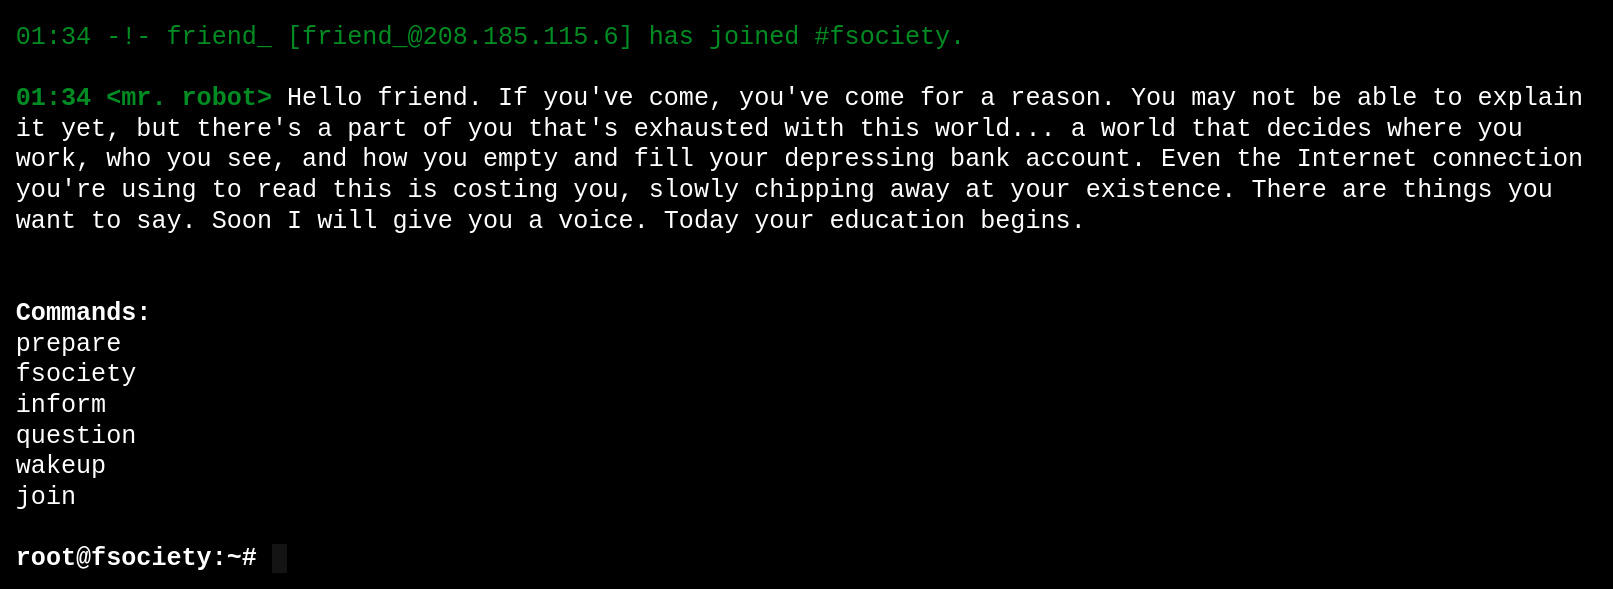 01:34 -!- friend_ [friend_@208.185.115.6] has joined #fsociety.
01:34 <mr. robot> Hello friend. If you've come, you've come for a reason. You may not be able to explain
it yet, but there's a part of you that's exhausted with this world... a world that decides where you
work, who you see, and how you empty and fill your depressing bank account. Even the Internet connection
you're using to read this is costing you, slowly chipping away at your existence. There are things you
want to say. Soon I will give you a voice. Today your education begins.
Commands:
prepare
fsociety
inform
question
wakeup
join
root@fsociety:~#